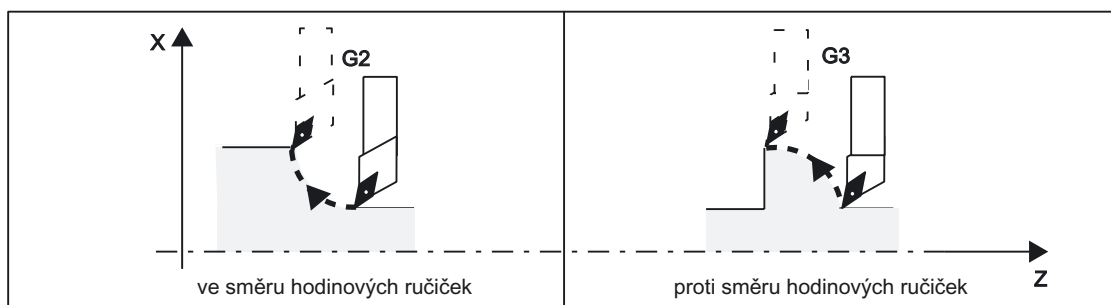 X
G2
G3
Z
ve směru hodinových ručiček
proti směru hodinových ručiček